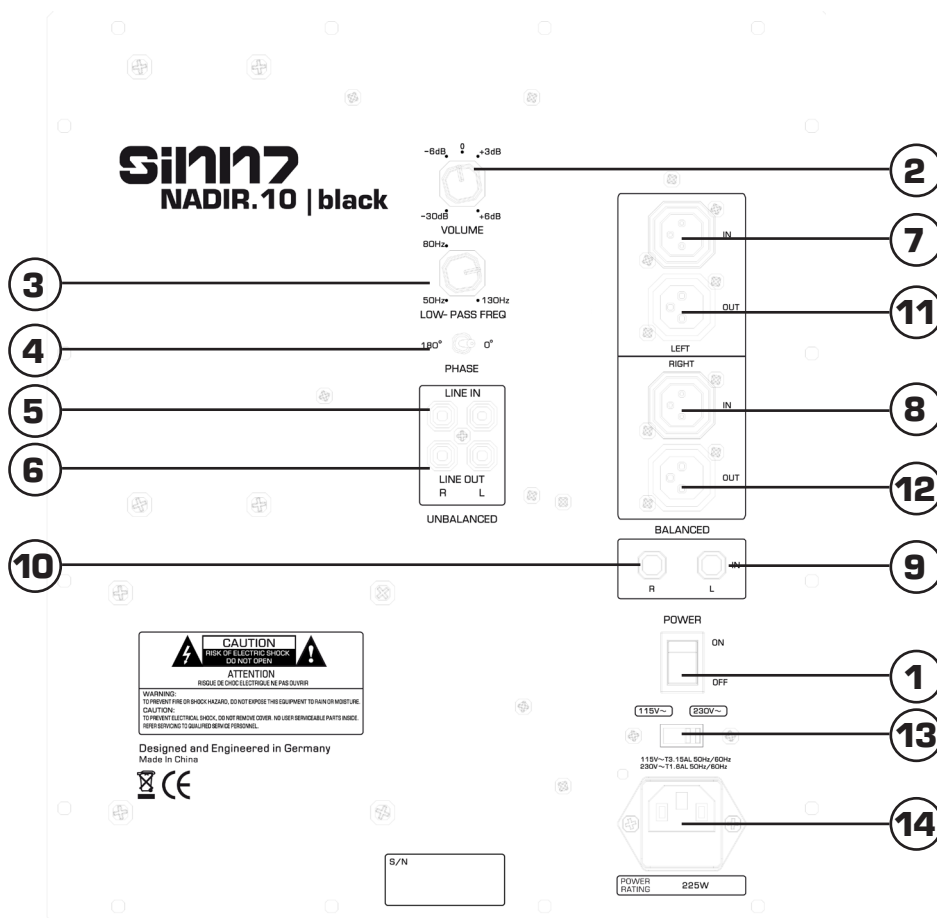 SINN7
NADIR.10 | black
-6dB 0 +3dB
-30dB +6dB
VOLUME
80Hz
50Hz 130Hz
LOW- PASS FREQ
180° 0°
PHASE
LINE IN
LINE OUT
R L
UNBALANCED
IN
OUT
LEFT
RIGHT
IN
OUT
BALANCED
IN
R L
POWER
ON
OFF
115V~ 230V~
115V~T3.15AL 50Hz/60Hz
230V~T1.6AL 50Hz/60Hz
POWER
RATING 225W
CAUTION
RISK OF ELECTRIC SHOCK
DO NOT OPEN
ATTENTION
RISQUE DE CHOC ELECTRIQUE NE PAS OUVRIR
WARNING:
TO PREVENT FIRE OR SHOCK HAZARD, DO NOT EXPOSE THIS EQUIPMENT TO RAIN OR MOISTURE.
CAUTION:
TO PREVENT ELECTRICAL SHOCK, DO NOT REMOVE COVER. NO USER SERVICEABLE PARTS INSIDE.
REFER SERVICING TO QUALIFIED SERVICE PERSONNEL.
Designed and Engineered in Germany
Made In China
CE
S/N
3
4
5
6
10
2
7
11
8
12
9
1
13
14